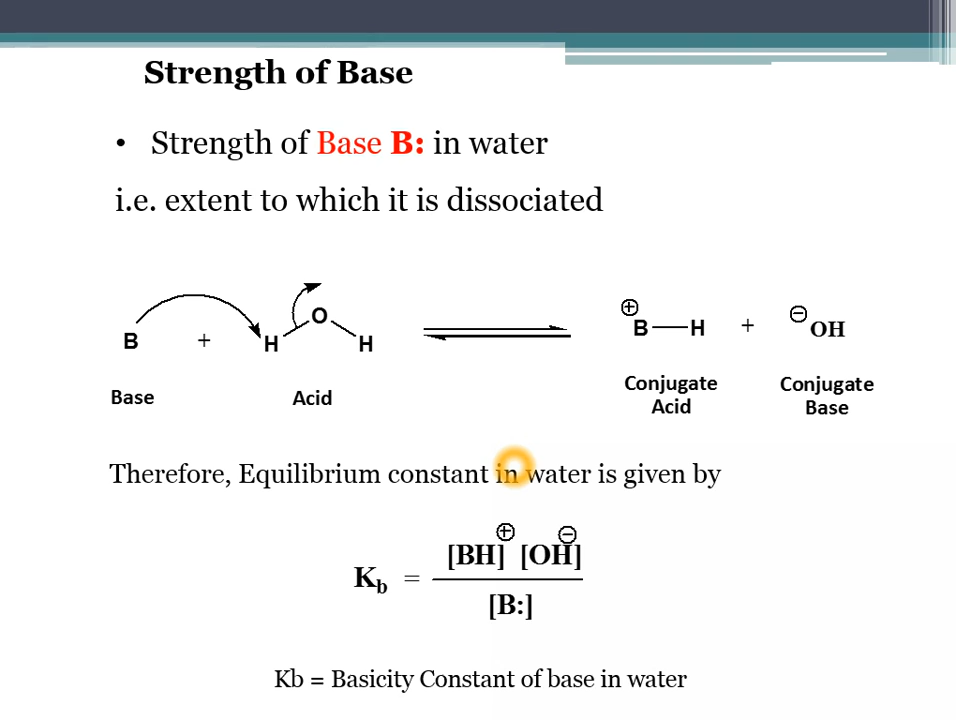 Strength of Base
• Strength of Base B: in water
i.e. extent to which it is dissociated
B + H O H ⊕ B — H + ⊖ OH
Base Acid Conjugate Acid Conjugate Base
Therefore, Equilibrium constant in water is given by
⊕ ⊖
[BH] [OH]
Kb =
[B:]
Kb = Basicity Constant of base in water